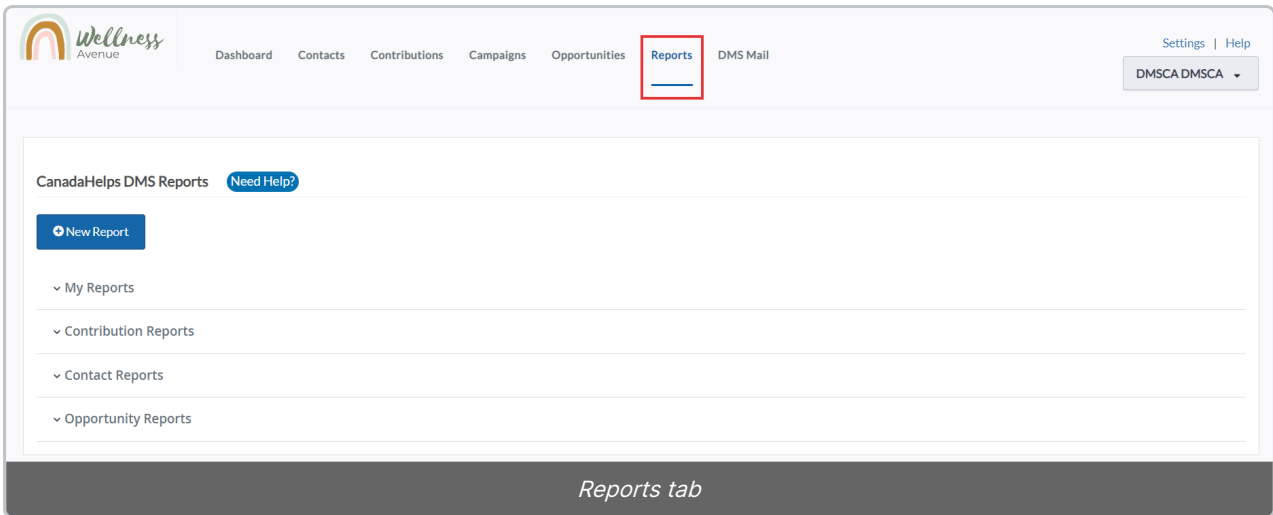 Wellness
Avenue
Dashboard Contacts Contributions Campaigns Opportunities Reports DMS Mail
Settings | Help
DMSCA DMSCA
CanadaHelps DMS Reports Need Help?
New Report
My Reports
Contribution Reports
Contact Reports
Opportunity Reports
Reports tab